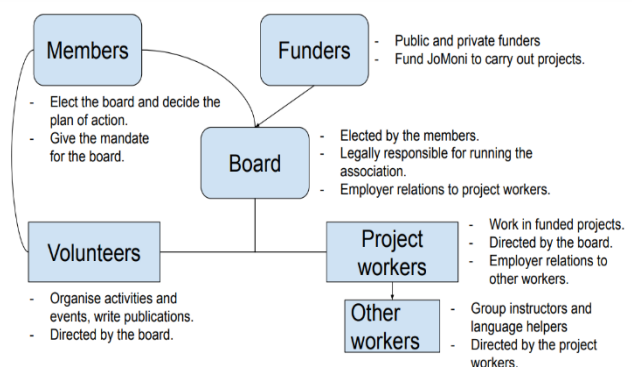 Members
- Elect the board and decide the
plan of action.
- Give the mandate
for the board.
Funders
- Public and private funders
- Fund JoMoni to carry out projects.
Board
- Elected by the members.
- Legally responsible for running the
association.
- Employer relations to project workers.
Volunteers
- Organise activities and
events, write publications.
- Directed by the board.
Project
workers
- Work in funded projects.
- Directed by the board.
- Employer relations to
other workers.
Other
workers
- Group instructors and
language helpers
- Directed by the project
workers.